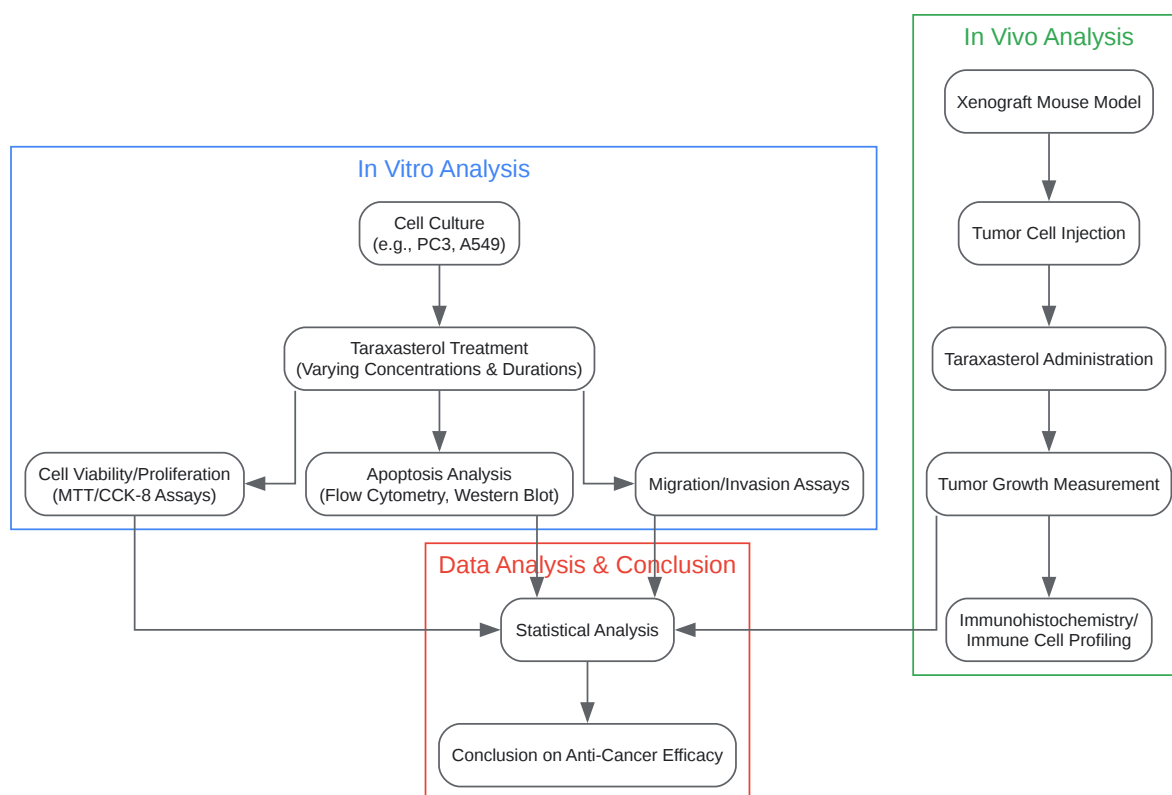 In Vitro Analysis
Cell Culture
(e.g., PC3, A549)
Taraxasterol Treatment
(Varying Concentrations & Durations)
Cell Viability/Proliferation
(MTT/CCK-8 Assays)
Apoptosis Analysis
(Flow Cytometry, Western Blot)
Migration/Invasion Assays
In Vivo Analysis
Xenograft Mouse Model
Tumor Cell Injection
Taraxasterol Administration
Tumor Growth Measurement
Immunohistochemistry/
Immune Cell Profiling
Data Analysis & Conclusion
Statistical Analysis
Conclusion on Anti-Cancer Efficacy